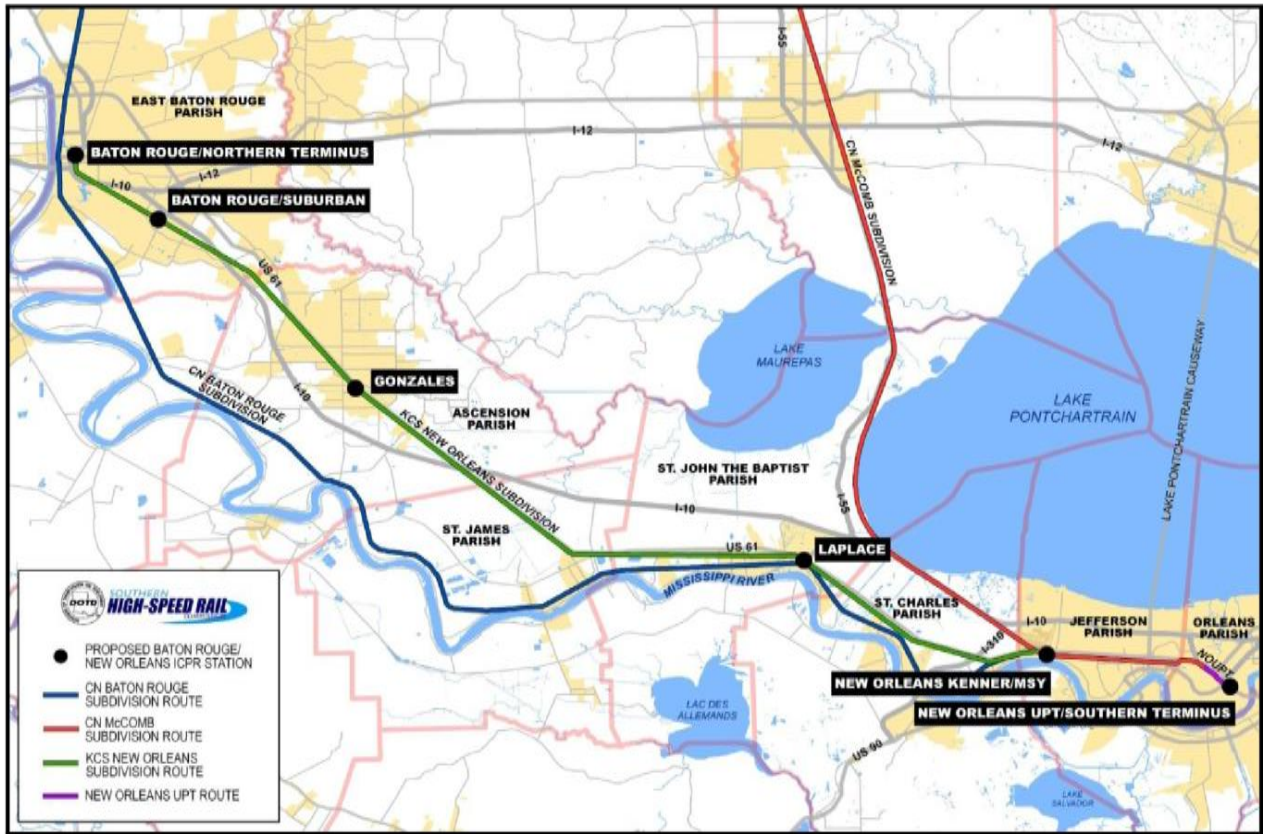 I-55
EAST BATON ROUGE
PARISH
I-12
I-12
BATON ROUGE/NORTHERN TERMINUS
I-10
I-12
BATON ROUGE/SUBURBAN
CN McCOMB SUBDIVISION
US 61
LAKE
MAUREPAS
I-10
GONZALES
CN BATON ROUGE
SUBDIVISION
ASCENSION
PARISH
KCS NEW ORLEANS SUBDIVISION
LAKE
PONTCHARTRAIN
LAKE PONTCHARTRAIN CAUSEWAY
ST. JOHN THE BAPTIST
PARISH
I-10
I-55
ST. JAMES
PARISH
US 61
LAPLACE
MISSISSIPPI RIVER
ST. CHARLES
PARISH
I-10
JEFFERSON
PARISH
ORLEANS
PARISH
I-310
NOUPT
NEW ORLEANS KENNER/MSY
NEW ORLEANS UPT/SOUTHERN TERMINUS
LAC DES
ALLEMANDS
US 90
LAKE
SALVADOR
DOTD
SOUTHERN
HIGH-SPEED RAIL
PROPOSED BATON ROUGE/
NEW ORLEANS ICPR STATION
CN BATON ROUGE
SUBDIVISION ROUTE
CN McCOMB
SUBDIVISION ROUTE
KCS NEW ORLEANS
SUBDIVISION ROUTE
NEW ORLEANS UPT ROUTE